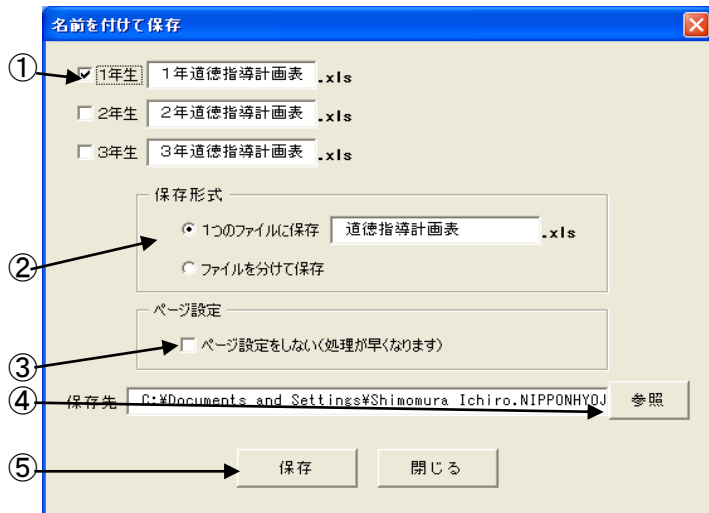 名前を付けて保存
① 1年生 1年道徳指導計画表 .xls
2年生 2年道徳指導計画表 .xls
3年生 3年道徳指導計画表 .xls
保存形式
② 1つのファイルに保存 道徳指導計画表 .xls
ファイルを分けて保存
ページ設定
③ ページ設定をしない(処理が早くなります)
④ 保存先 C:¥Documents and Settings¥Shimomura Ichiro.NIPPONHYOJ 参照
⑤ 保存 閉じる